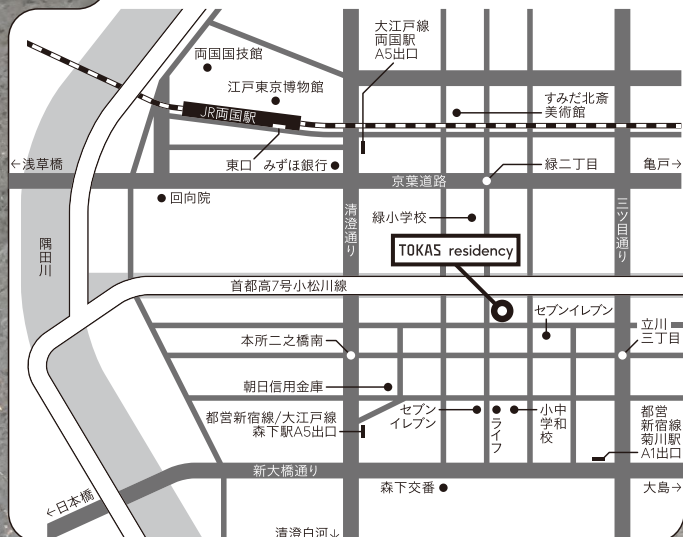 大江戸線
両国駅
A5出口
両国国技館
江戸東京博物館
すみだ北斎
美術館
JR両国駅
←浅草橋
東口
みずほ銀行
緑二丁目
亀戸→
京葉道路
回向院
清澄通り
緑小学校
三ツ目通り
隅田川
TOKAS residency
首都高7号小松川線
セブンイレブン
立川
三丁目
本所二之橋南
朝日信用金庫
都営新宿線/大江戸線
森下駅A5出口
セブン
イレブン
ライフ
小中
学和
校
都営
新宿線
菊川駅
A1出口
新大橋通り
←日本橋
森下交番
大島→
清澄白河↓